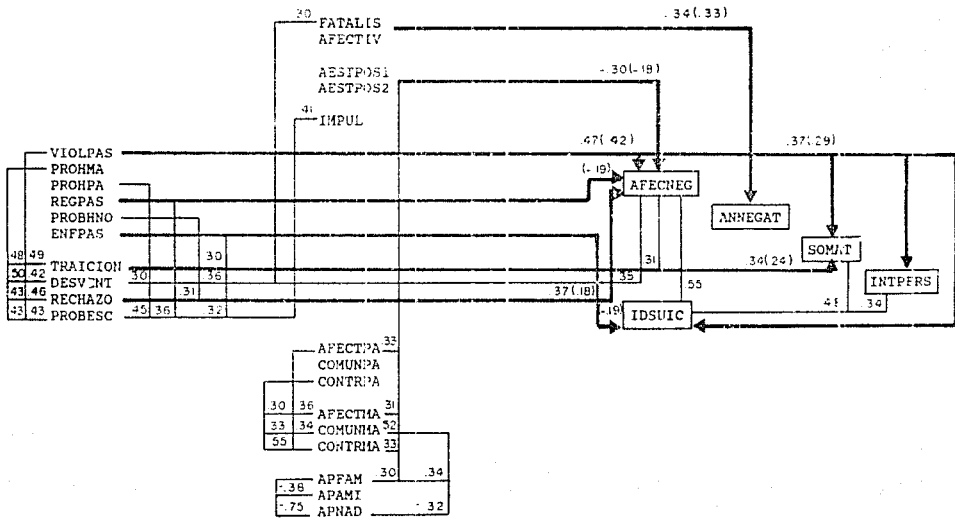 .30 FATALIS .34(.33)
AFECTIV
AESTPOS1 -.30(-.18)
AESTPOS2
.41 IMPUL
VIOLPAS .47(.42) .37(.29)
PROHMA
PROHPA (-.19) AFECNEG
REGPAS
PROBHNO ANNEGAT
ENFPAS
.48 .49 .30 SOMAT
TRAICION .31 .34(.24)
.50 .42 DESVENT .30 .36 .35
.43 .46 RECHAZO .31 .37(.18) .55 INTPERS
.43 .43 PROBESC .45 .36 .32 (-.19) IDSUIC .34
AFECTPA .33
COMUNPA
CONTRPA
.30 .36 AFECTMA .31
.33 .34 COMUNMA .52
.55 CONTRMA .33
APFAM .30 .34
-.38 APAMI
-.75 APNAD -.32